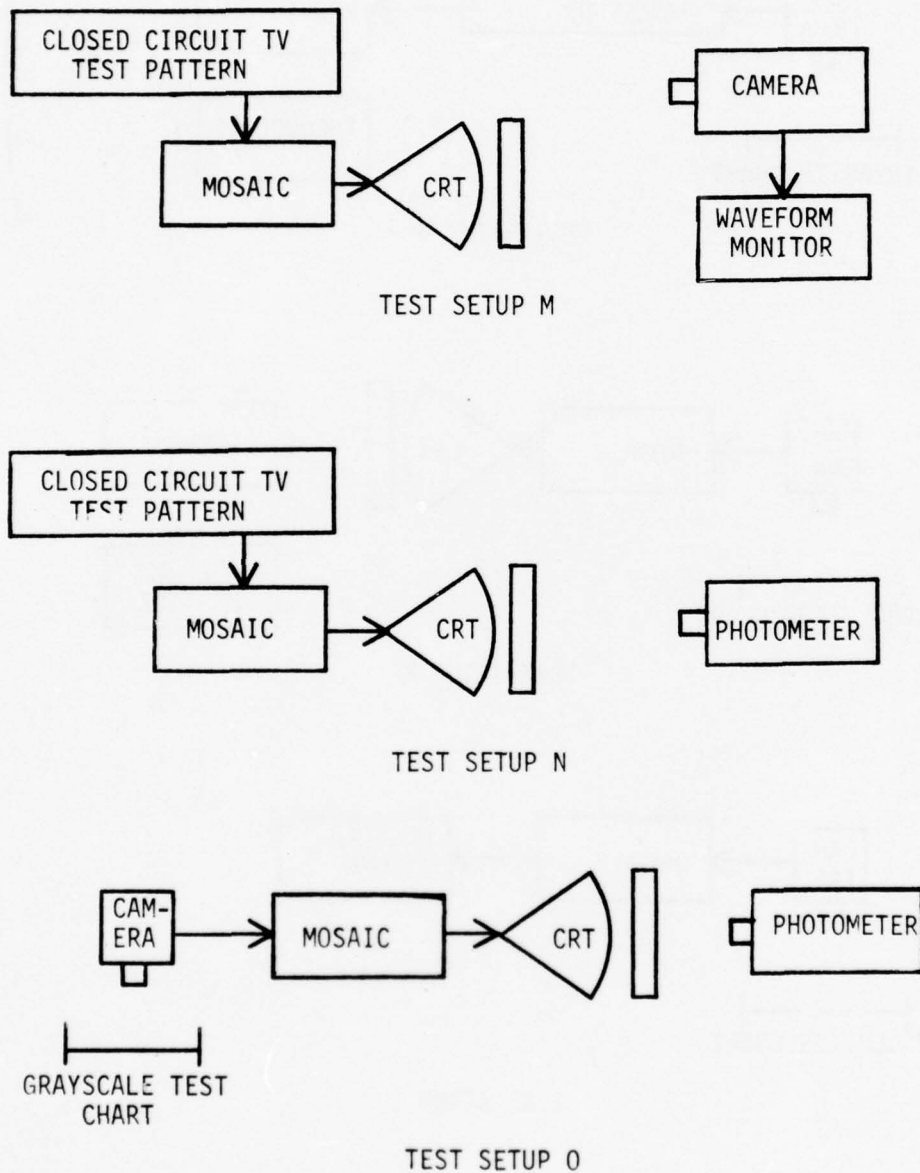 CLOSED CIRCUIT TV
TEST PATTERN
MOSAIC
CRT
CAMERA
WAVEFORM
MONITOR
TEST SETUP M
CLOSED CIRCUIT TV
TEST PATTERN
MOSAIC
CRT
PHOTOMETER
TEST SETUP N
CAM-
ERA
MOSAIC
CRT
PHOTOMETER
GRAYSCALE TEST
CHART
TEST SETUP O